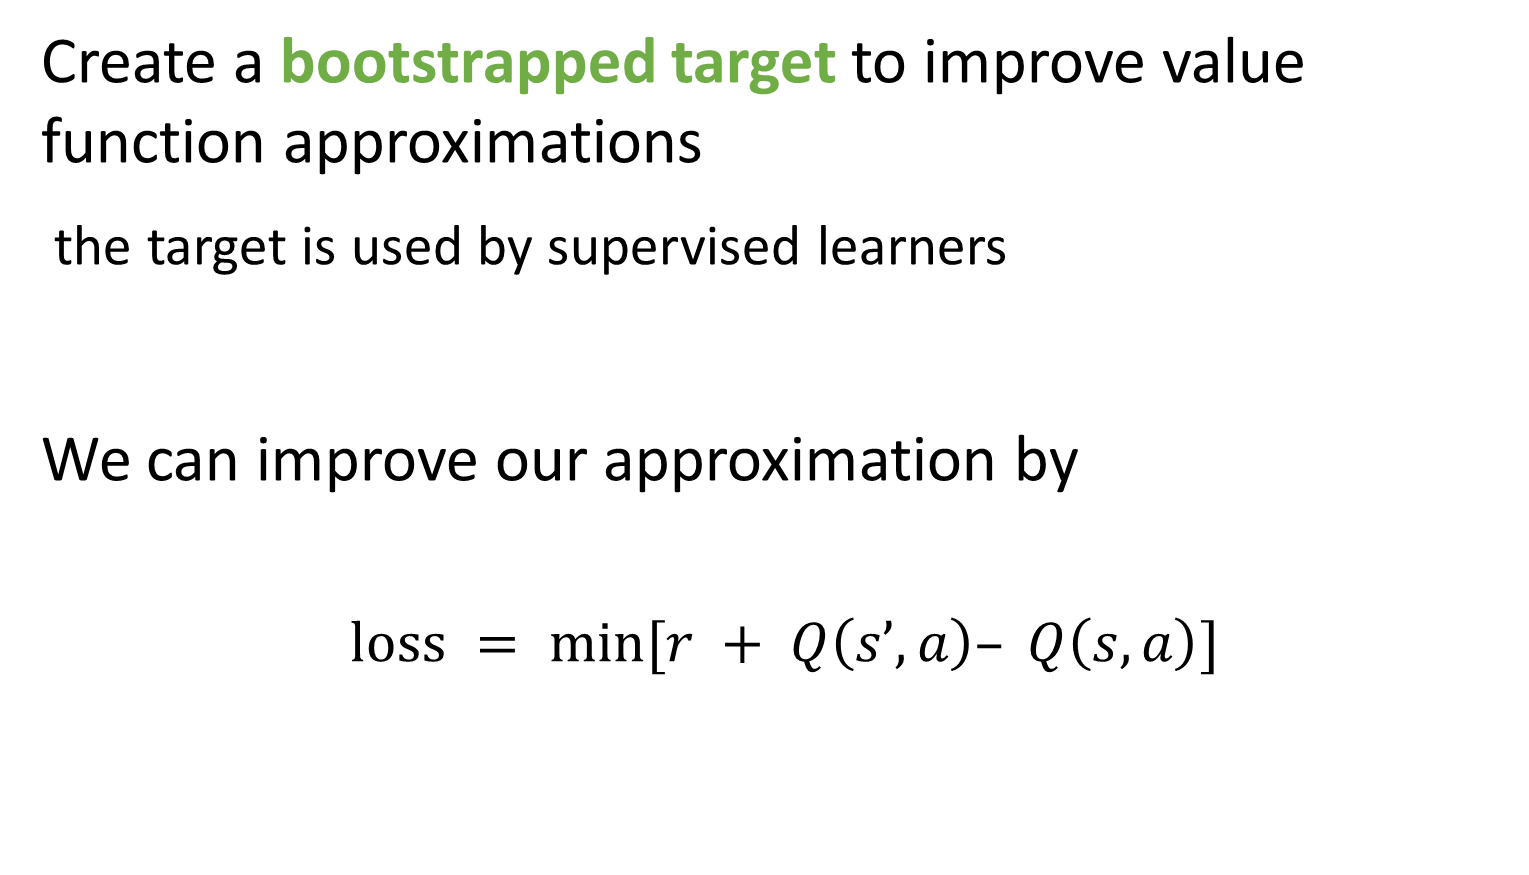 Create a bootstrapped target to improve value
function approximations
the target is used by supervised learners
We can improve our approximation by
loss = min[r + Q(s’, a)– Q(s, a)]